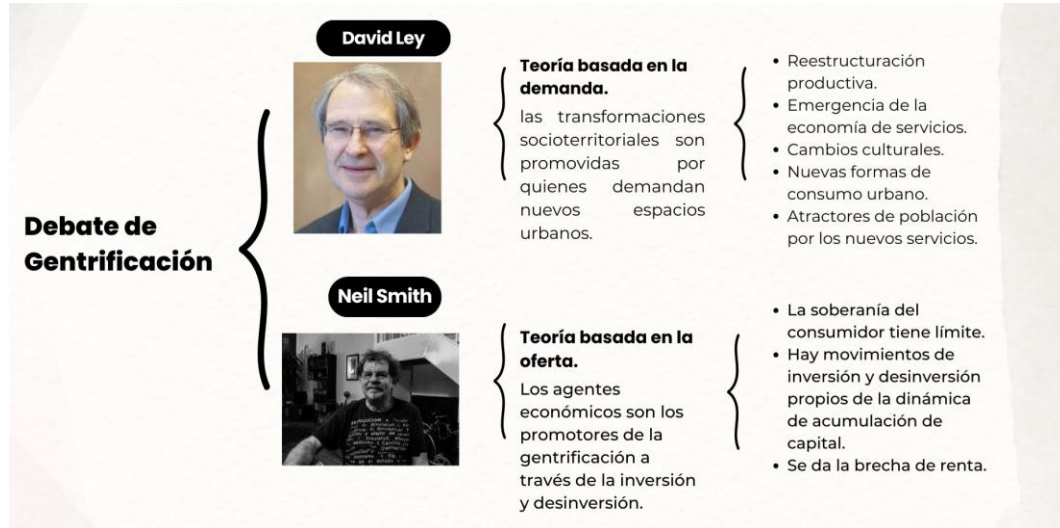 Debate de
Gentrificación
David Ley
Teoría basada en la
demanda.
las transformaciones
socioterritoriales son
promovidas por
quienes demandan
nuevos espacios
urbanos.
• Reestructuración
productiva.
• Emergencia de la
economía de servicios.
• Cambios culturales.
• Nuevas formas de
consumo urbano.
• Atractores de población
por los nuevos servicios.
Neil Smith
Teoría basada en la
oferta.
Los agentes
económicos son los
promotores de la
gentrificación a
través de la inversión
y desinversión.
• La soberanía del
consumidor tiene límite.
• Hay movimientos de
inversión y desinversión
propios de la dinámica
de acumulación de
capital.
• Se da la brecha de renta.